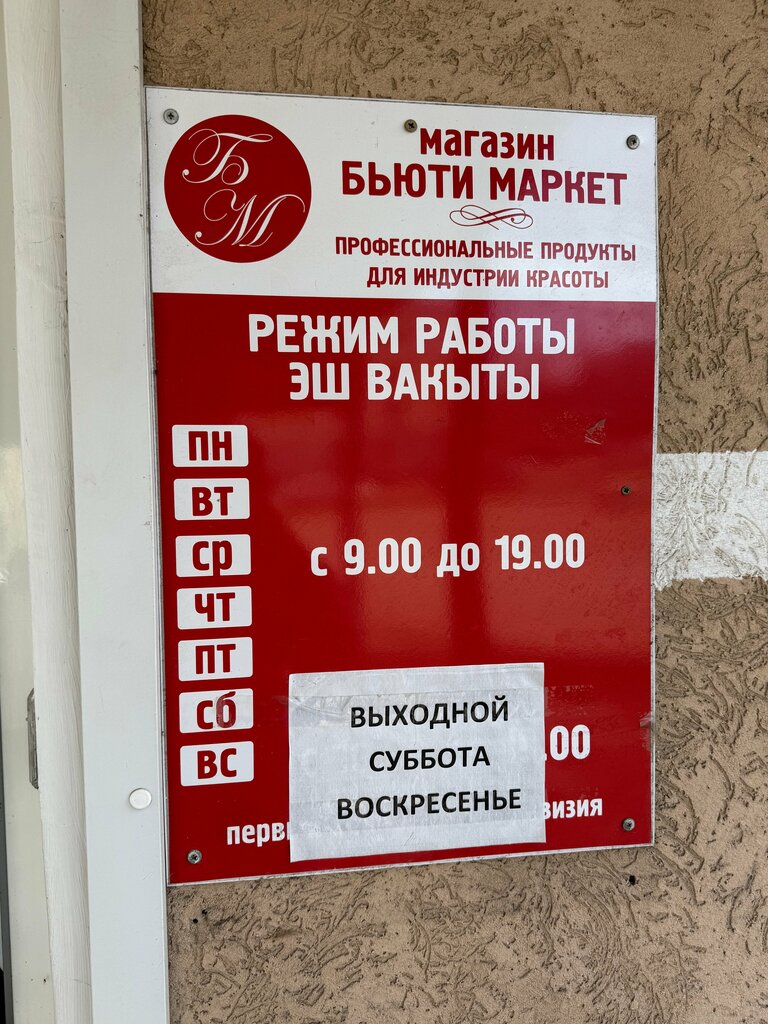 БМ
магазин
БЬЮТИ МАРКЕТ
ПРОФЕССИОНАЛЬНЫЕ ПРОДУКТЫ
ДЛЯ ИНДУСТРИИ КРАСОТЫ
РЕЖИМ РАБОТЫ
ЭШ ВАКЫТЫ
ПН
ВТ
СР
с 9.00 до 19.00
ЧТ
ПТ
СБ
ВС
.00
ВЫХОДНОЙ
СУББОТА
ВОСКРЕСЕНЬЕ